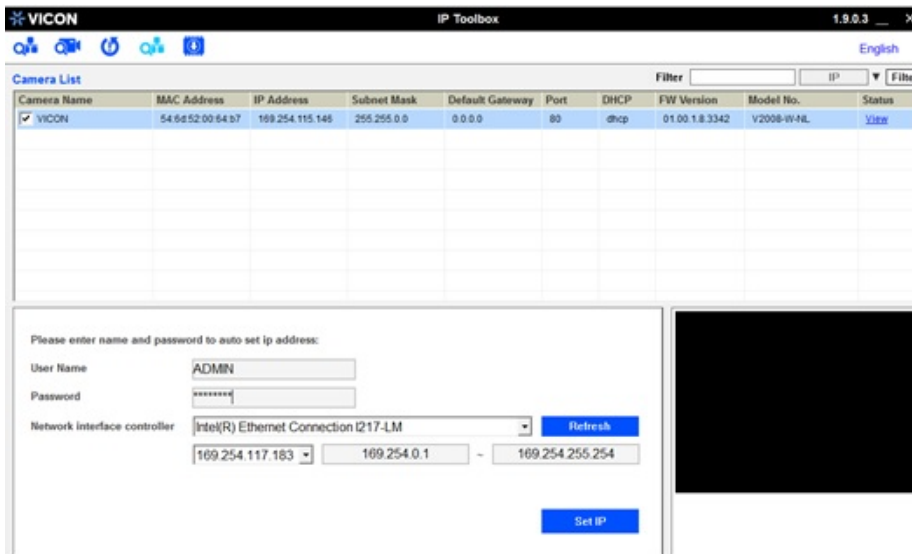 VICON IP Toolbox 1.9.0.3
English
Camera List Filter IP
Camera Name MAC Address IP Address Subnet Mask Default Gateway Port DHCP FW Version Model No. Status
VICON 54:6d:52:00:64:b7 169.254.115.146 255.255.0.0 0.0.0.0 80 dhcp 01.00.1.8.3342 V2008-W-NL View
Please enter name and password to auto set ip address:
User Name ADMIN
Password ********
Network interface controller Intel(R) Ethernet Connection I217-LM Refresh
169.254.117.183 169.254.0.1 ~ 169.254.255.254
Set IP